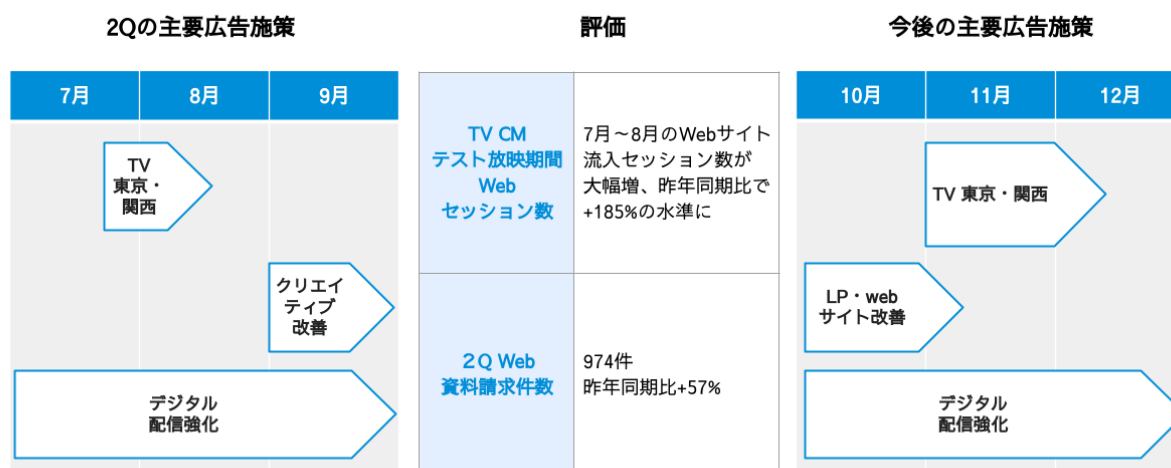 2Qの主要広告施策
7月
8月
9月
TV
東京・
関西
クリエイ
ティブ
改善
デジタル
配信強化
評価
TV CM
テスト放映期間
Web
セッション数
7月～8月のWebサイト
流入セッション数が
大幅増、昨年同期比で
+185%の水準に
２Q Web
資料請求件数
974件
昨年同期比+57%
今後の主要広告施策
10月
11月
12月
TV 東京・関西
LP・web
サイト改善
デジタル
配信強化